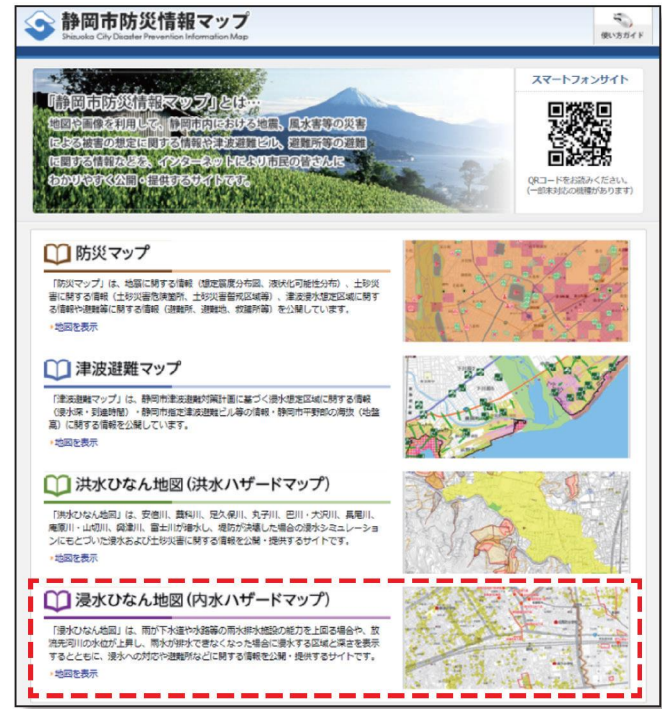 静岡市防災情報マップ
Shizuoka City Disaster Prevention Information Map
使い方ガイド
「静岡市防災情報マップ」とは…
地図や画像を利用して、静岡市内における地震、風水害等の災害
による被害の想定に関する情報や津波避難ビル、避難所等の避難
に関する情報などを、インターネットにより市民の皆さんに
わかりやすく公開・提供するサイトです。
スマートフォンサイト
QRコードをお読みください。
(一部未対応の機種があります)
防災マップ
「防災マップ」は、地震に関する情報（想定震度分布図、液状化可能性分布）、土砂災
害に関する情報（土砂災害危険箇所、土砂災害警戒区域等）、津波浸水想定区域に関す
る情報や避難等に関する情報（避難所、避難地、救護所等）を公開しています。
地図を表示
津波避難マップ
「津波避難マップ」は、静岡市津波避難対策計画に基づく浸水想定区域に関する情報
（浸水深・到達時間）・静岡市指定津波避難ビル等の情報・静岡市平野部の海抜（地盤
高）に関する情報を公開しています。
地図を表示
洪水ひなん地図(洪水ハザードマップ)
「洪水ひなん地図」は、安倍川、藁科川、足久保川、丸子川、巴川・大沢川、長尾川、
庵原川・山切川、興津川、富士川が増水し、堤防が決壊した場合の浸水シミュレーショ
ンにもとづいた浸水および土砂災害に関する情報を公開・提供するサイトです。
地図を表示
浸水ひなん地図(内水ハザードマップ)
「浸水ひなん地図」は、雨が下水道や水路等の雨水排水施設の能力を上回る場合や、放
流先河川の水位が上昇し、雨水が排水できなくなった場合に浸水する区域と深さを表示
するとともに、浸水への対応や避難所などに関する情報を公開・提供するサイトです。
地図を表示